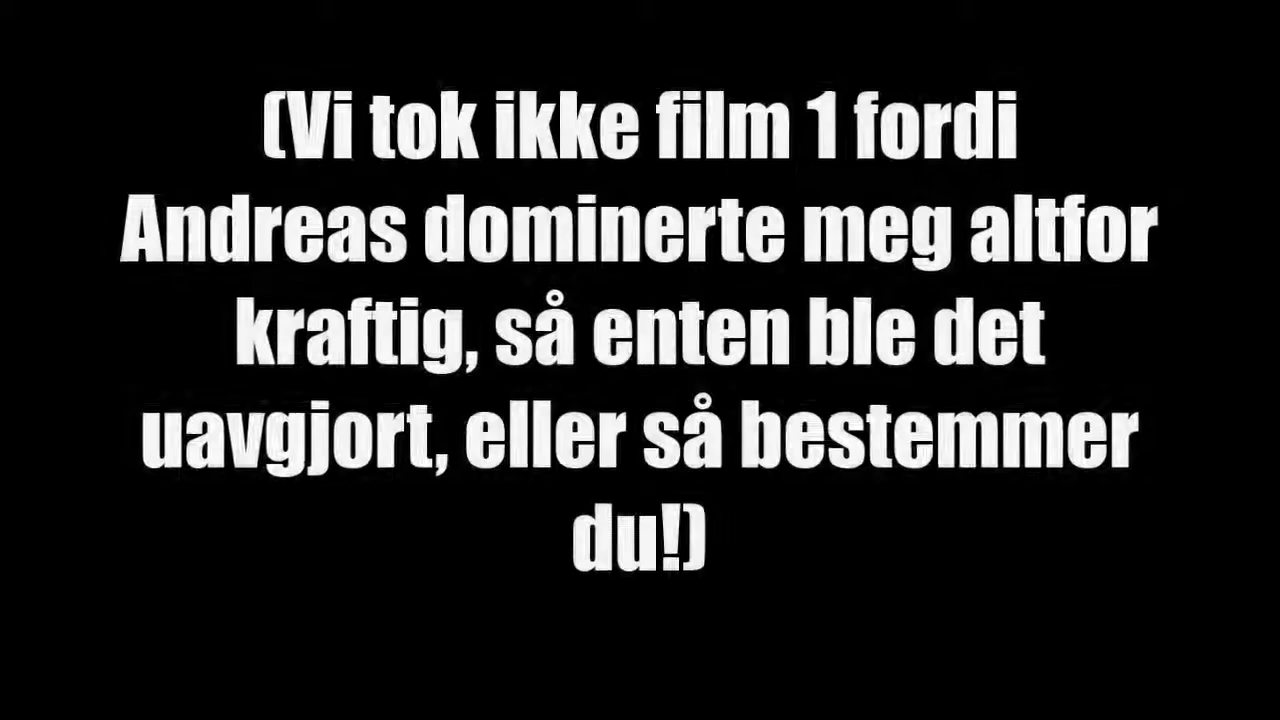 (Vi tok ikke film 1 fordi
Andreas dominerte meg altfor
kraftig, så enten ble det
uavgjort, eller så bestemmer
du!)